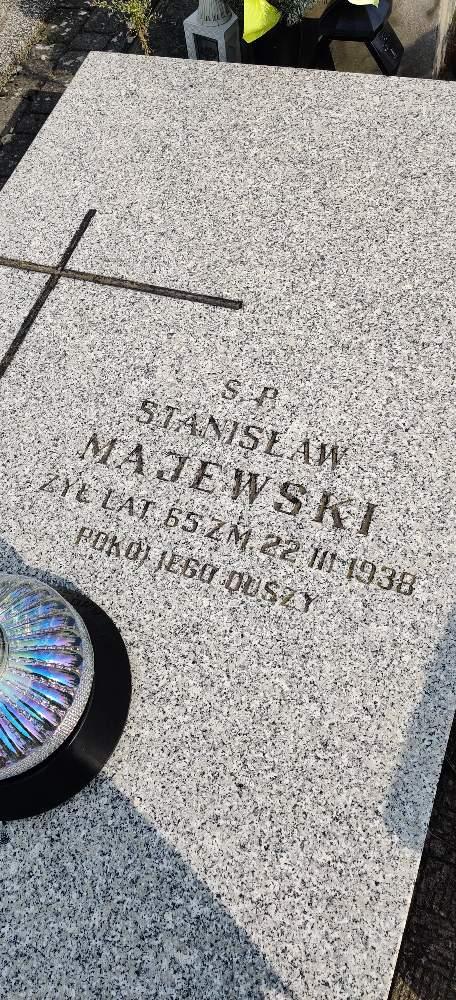 S. P.
STANISŁAW
MAJEWSKI
ŻYŁ LAT 65 ZM. 22 III 1938
POKÓJ JEGO DUSZY